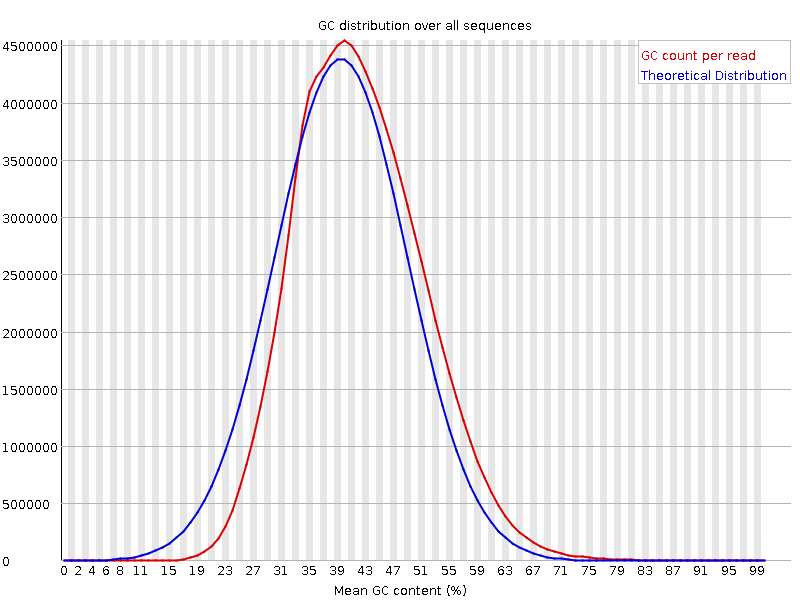 GC distribution over all sequences
GC count per read
Theoretical Distribution
4500000
4000000
3500000
3000000
2500000
2000000
1500000
1000000
500000
0
0 2 4 6 8 11 15 19 23 27 31 35 39 43 47 51 55 59 63 67 71 75 79 83 87 91 95 99
Mean GC content (%)